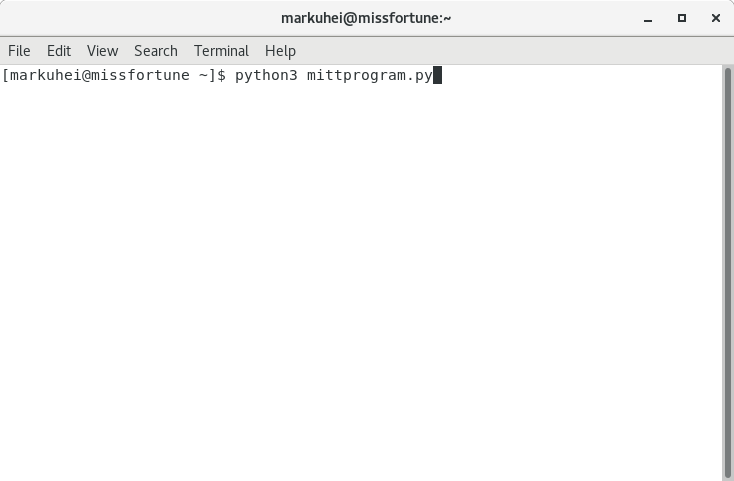 markuhei@missfortune:~
File Edit View Search Terminal Help
[markuhei@missfortune ~]$ python3 mittprogram.py